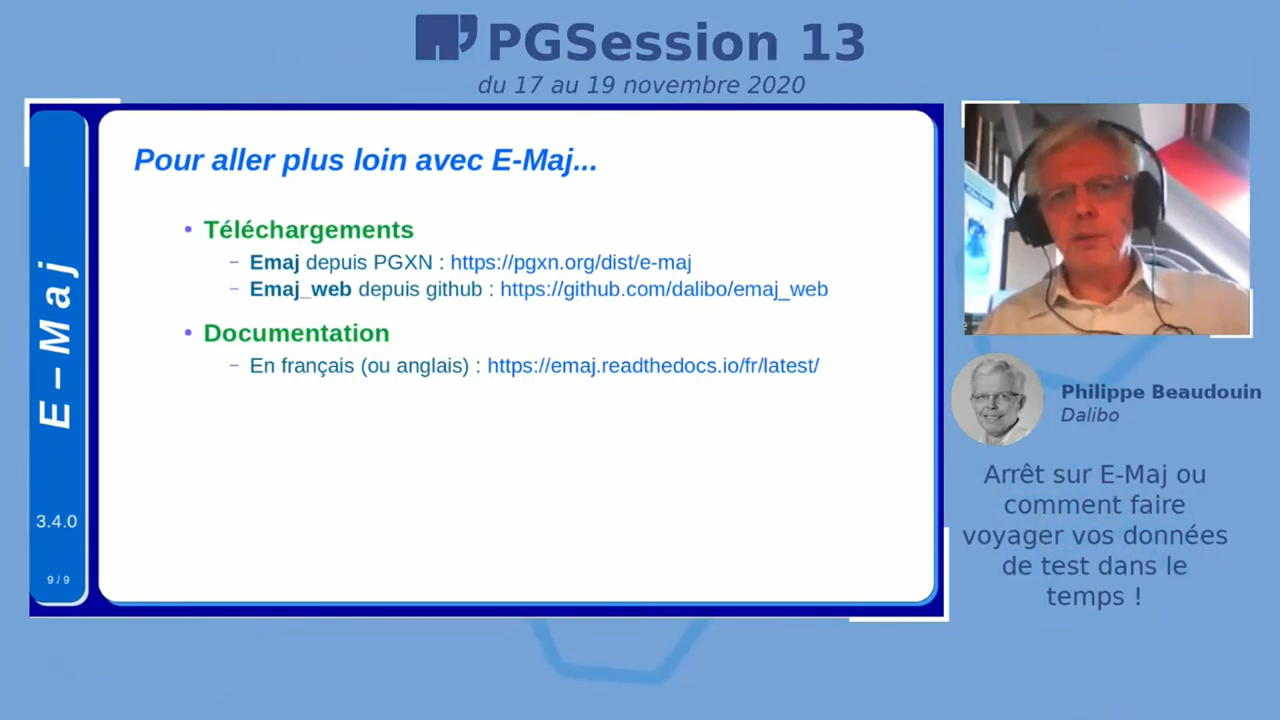 PGSession 13
du 17 au 19 novembre 2020
E-Maj
3.4.0
9 / 9
Pour aller plus loin avec E-Maj...
• Téléchargements
– Emaj depuis PGXN : https://pgxn.org/dist/e-maj
– Emaj_web depuis github : https://github.com/dalibo/emaj_web
• Documentation
– En français (ou anglais) : https://emaj.readthedocs.io/fr/latest/
Philippe Beaudouin
Dalibo
Arrêt sur E-Maj ou
comment faire
voyager vos données
de test dans le
temps !